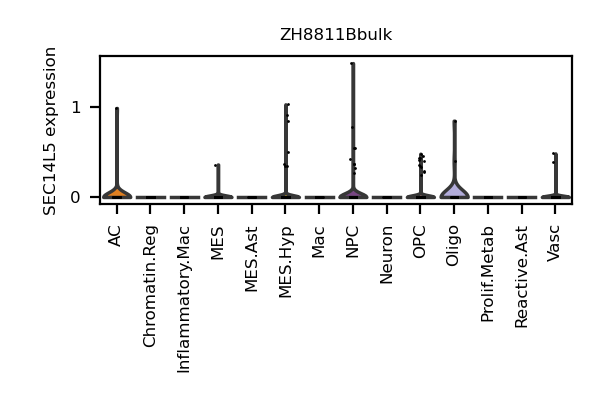 ZH8811Bbulk
SEC14L5 expression
1
0
AC
Chromatin.Reg
Inflammatory.Mac
MES
MES.Ast
MES.Hyp
Mac
NPC
Neuron
OPC
Oligo
Prolif.Metab
Reactive.Ast
Vasc